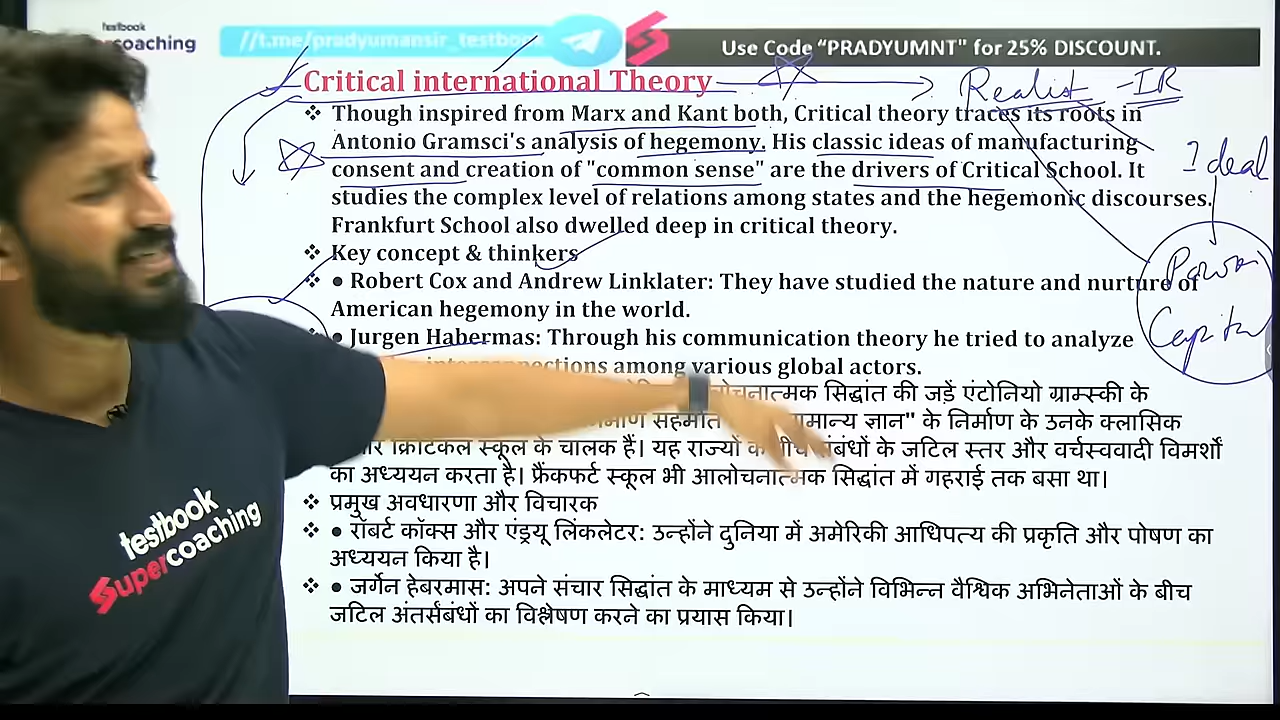 testbook
coaching
//t.me/pradyumansir_testbook
Use Code “PRADYUMNT" for 25% DISCOUNT.
Critical international Theory
Realist - IR
❖ Though inspired from Marx and Kant both, Critical theory traces its roots in
Antonio Gramsci's analysis of hegemony. His classic ideas of manufacturing
Ideal
consent and creation of "common sense" are the drivers of Critical School. It
studies the complex level of relations among states and the hegemonic discourses.
Frankfurt School also dwelled deep in critical theory.
❖ Key concept & thinkers
❖ ● Robert Cox and Andrew Linklater: They have studied the nature and nurture of
American hegemony in the world.
● Jurgen Habermas: Through his communication theory he tried to analyze
interconnections among various global actors.
सिद्धांत की जड़ें एंटोनियो ग्राम्स्की के
ज्ञान" के निर्माण के उनके क्लासिक
स्कूल के चालक हैं। यह राज्यों के बीच संबंधों के जटिल स्तर और वर्चस्ववादी विमर्शों
का अध्ययन करता है। फ्रैंकफर्ट स्कूल भी आलोचनात्मक सिद्धांत में गहराई तक बसा था।
❖ प्रमुख अवधारणा और विचारक
❖ ● रॉबर्ट कॉक्स और एंड्रयू लिंकलेटर: उन्होंने दुनिया में अमेरिकी आधिपत्य की प्रकृति और पोषण का
अध्ययन किया है।
❖ ● जर्गेन हेबरमास: अपने संचार सिद्धांत के माध्यम से उन्होंने विभिन्न वैश्विक अभिनेताओं के बीच
जटिल अंतर्संबंधों का विश्लेषण करने का प्रयास किया।
testbook
Supercoaching